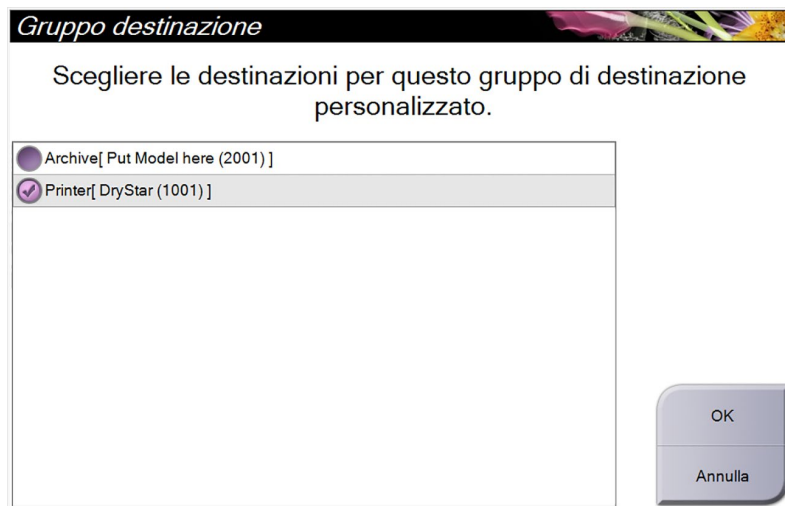 Gruppo destinazione
Scegliere le destinazioni per questo gruppo di destinazione
personalizzato.
Archive[ Put Model here (2001) ]
Printer[ DryStar (1001) ]
OK
Annulla